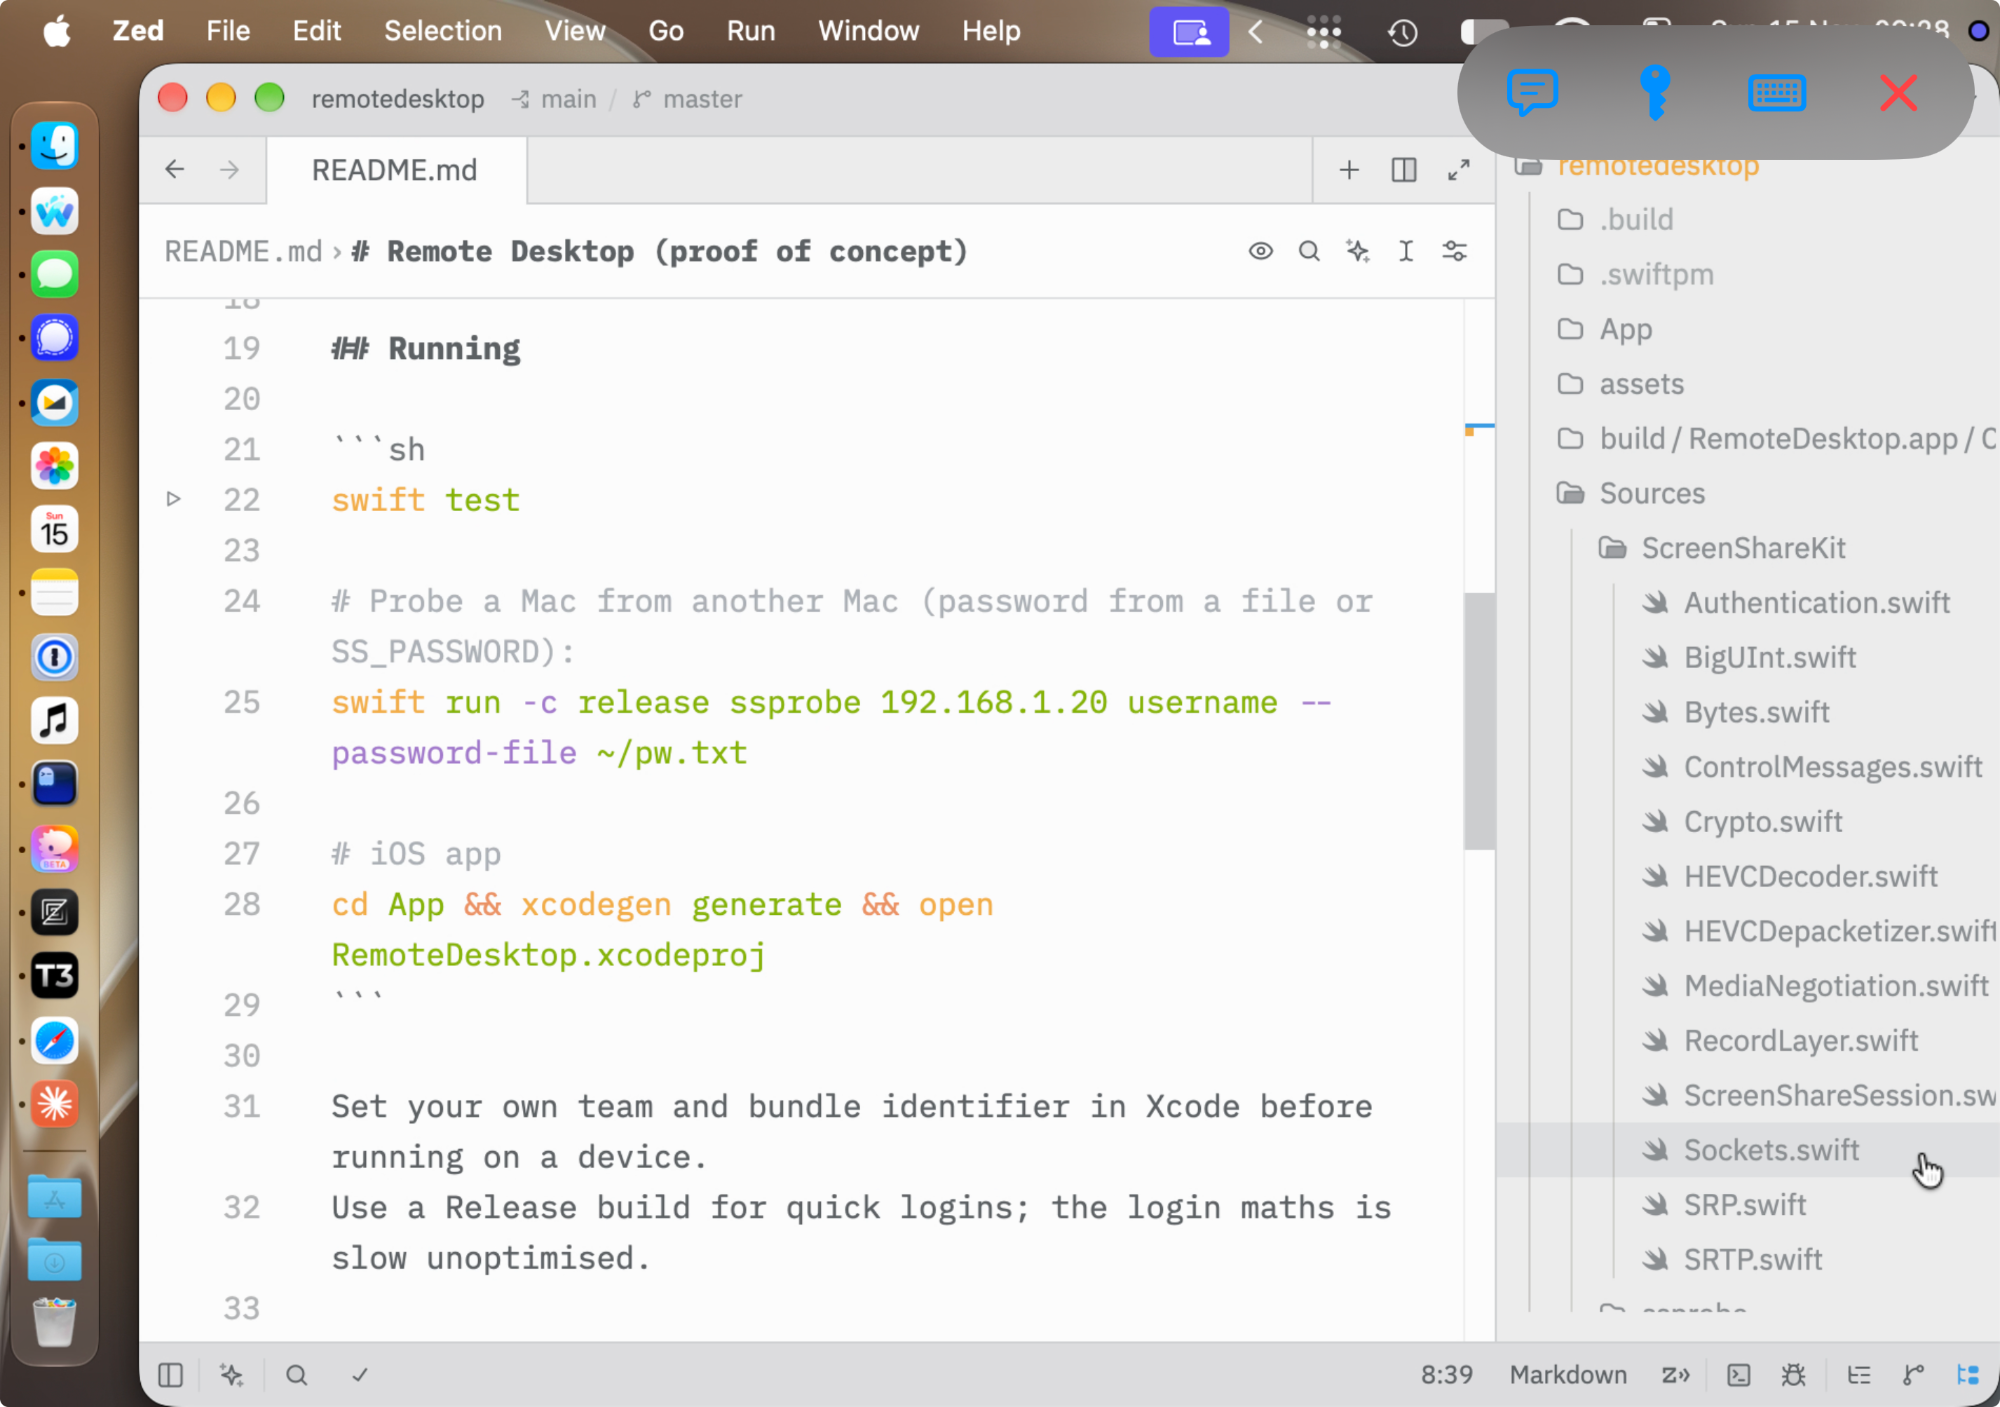 Zed File Edit Selection View Go Run Window Help
remotedesktop main / master
README.md
README.md › # Remote Desktop (proof of concept)
18
19 ## Running
20
21 ```sh
22 swift test
23
24 # Probe a Mac from another Mac (password from a file or
SS_PASSWORD):
25 swift run -c release ssprobe 192.168.1.20 username --
password-file ~/pw.txt
26
27 # iOS app
28 cd App && xcodegen generate && open
RemoteDesktop.xcodeproj
29 ```
30
31 Set your own team and bundle identifier in Xcode before
running on a device.
32 Use a Release build for quick logins; the login maths is
slow unoptimised.
33
remotedesktop
.build
.swiftpm
App
assets
build / RemoteDesktop.app / C
Sources
ScreenShareKit
Authentication.swift
BigUInt.swift
Bytes.swift
ControlMessages.swift
Crypto.swift
HEVCDecoder.swift
HEVCDepacketizer.swift
MediaNegotiation.swift
RecordLayer.swift
ScreenShareSession.sw
Sockets.swift
SRP.swift
SRTP.swift
Sun
15
BETA
T3
8:39 Markdown